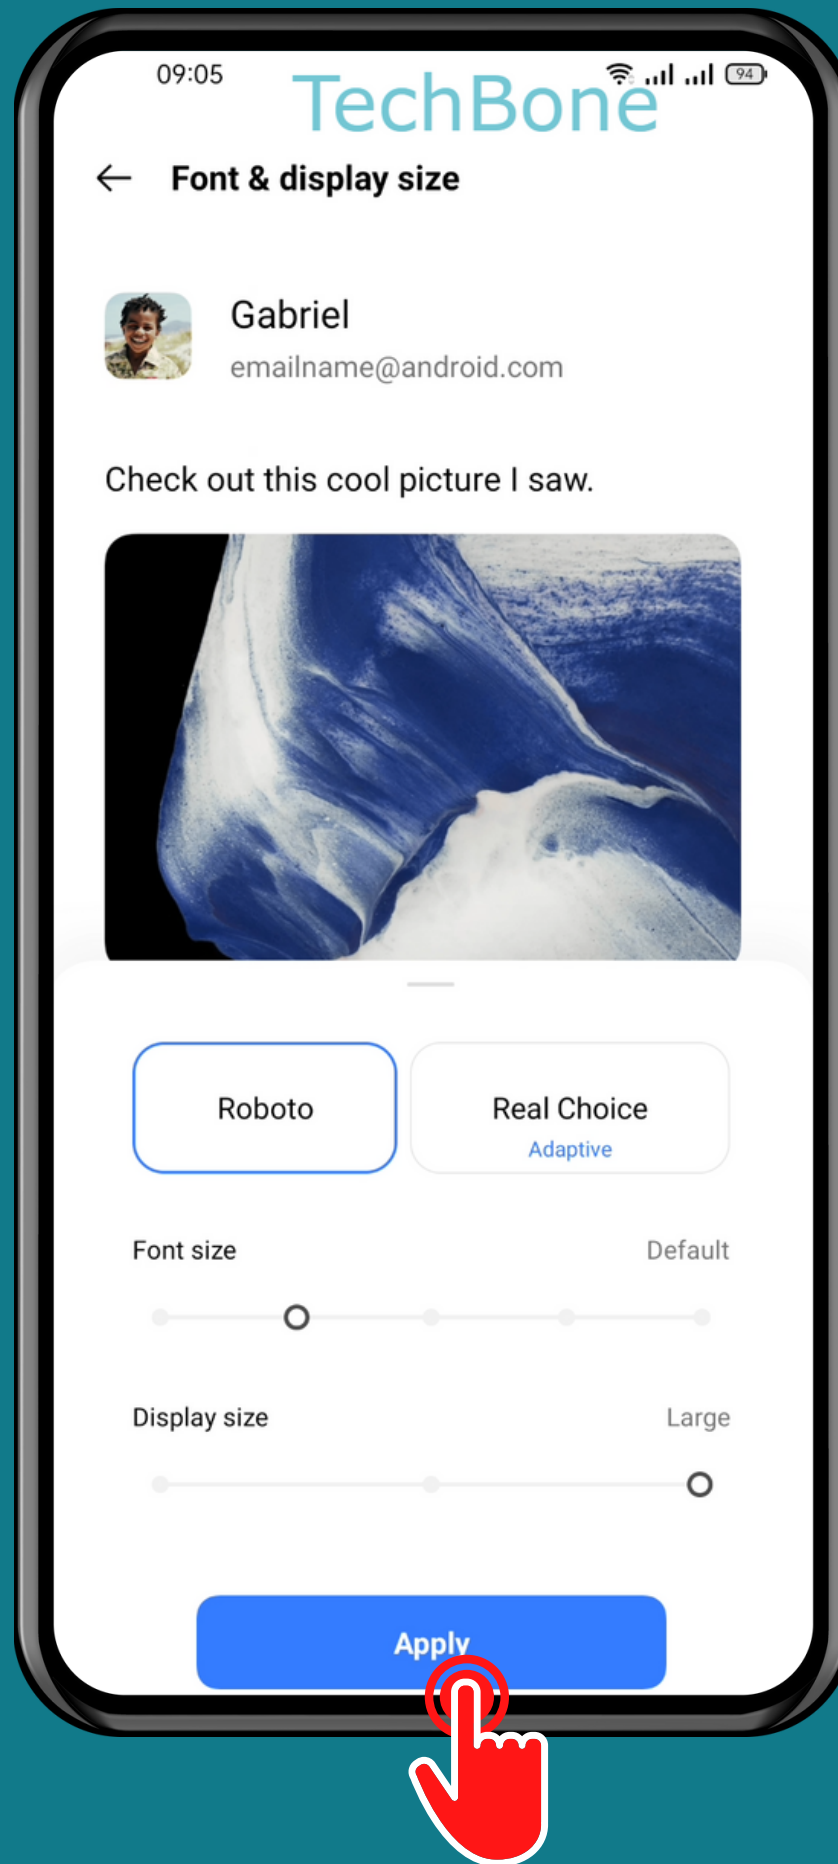 09:05
TechBone
94
Font & display size
Gabriel
emailname@android.com
Check out this cool picture I saw.
Roboto
Real Choice
Adaptive
Font size
Default
Display size
Large
Apply